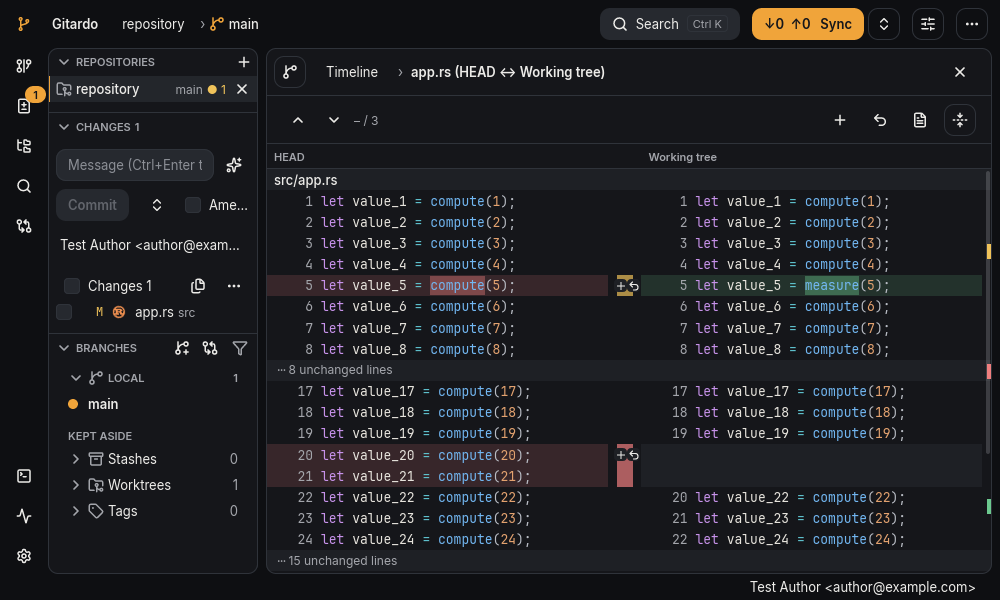 Gitardo repository › main Search Ctrl K ↓0 ↑0 Sync
REPOSITORIES
repository main 1
1
CHANGES 1
Message (Ctrl+Enter t
Commit Ame...
Test Author <author@exam...
Changes 1
M app.rs src
BRANCHES
LOCAL 1
main
KEPT ASIDE
Stashes 0
Worktrees 1
Tags 0
Timeline › app.rs (HEAD ↔ Working tree)
– / 3
HEAD Working tree
src/app.rs
1 let value_1 = compute(1); 1 let value_1 = compute(1);
2 let value_2 = compute(2); 2 let value_2 = compute(2);
3 let value_3 = compute(3); 3 let value_3 = compute(3);
4 let value_4 = compute(4); 4 let value_4 = compute(4);
5 let value_5 = compute(5); 5 let value_5 = measure(5);
6 let value_6 = compute(6); 6 let value_6 = compute(6);
7 let value_7 = compute(7); 7 let value_7 = compute(7);
8 let value_8 = compute(8); 8 let value_8 = compute(8);
··· 8 unchanged lines
17 let value_17 = compute(17); 17 let value_17 = compute(17);
18 let value_18 = compute(18); 18 let value_18 = compute(18);
19 let value_19 = compute(19); 19 let value_19 = compute(19);
20 let value_20 = compute(20);
21 let value_21 = compute(21);
22 let value_22 = compute(22); 20 let value_22 = compute(22);
23 let value_23 = compute(23); 21 let value_23 = compute(23);
24 let value_24 = compute(24); 22 let value_24 = compute(24);
··· 15 unchanged lines
Test Author <author@example.com>